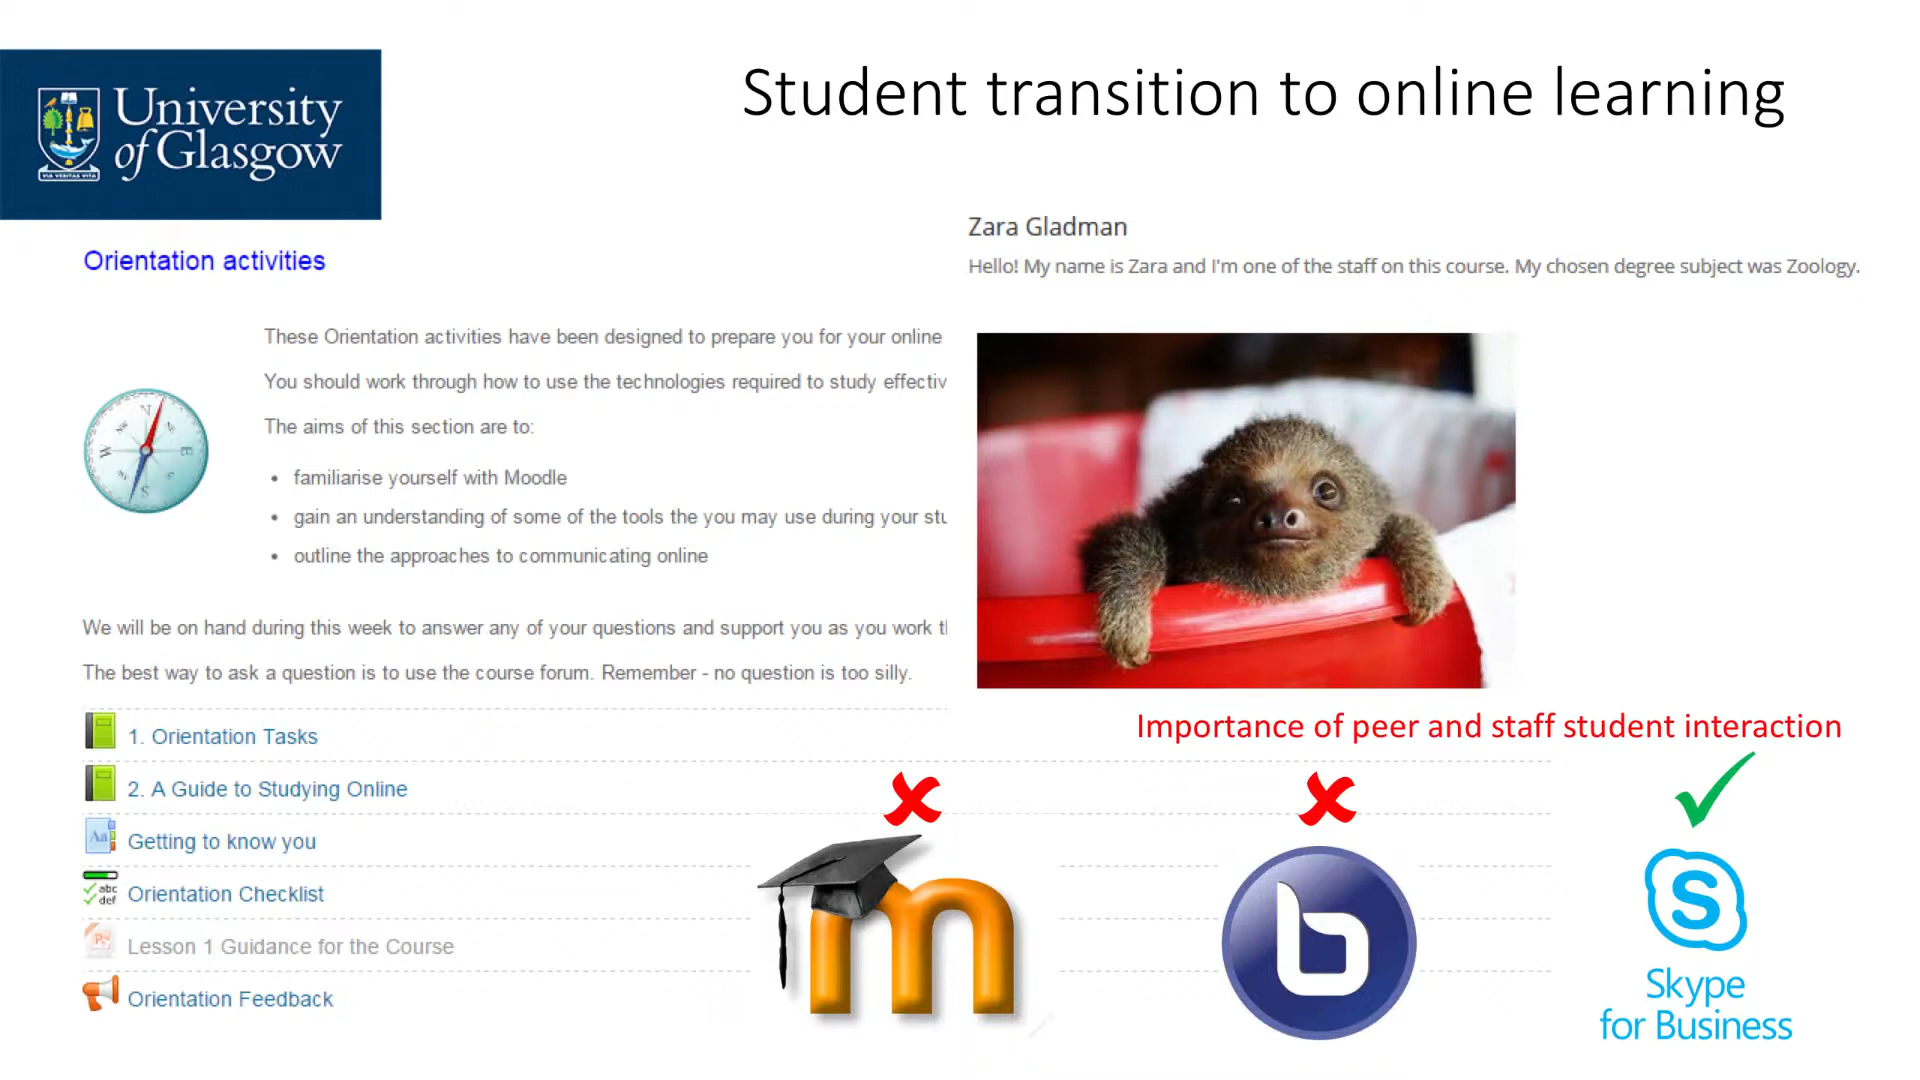 University
of Glasgow
VIA VERITAS VITA
Student transition to online learning
Orientation activities
These Orientation activities have been designed to prepare you for your online
You should work through how to use the technologies required to study effectiv
The aims of this section are to:
familiarise yourself with Moodle
gain an understanding of some of the tools the you may use during your stu
outline the approaches to communicating online
We will be on hand during this week to answer any of your questions and support you as you work
The best way to ask a question is to use the course forum. Remember - no question is too silly.
1. Orientation Tasks
2. A Guide to Studying Online
Getting to know you
Orientation Checklist
Lesson 1 Guidance for the Course
Orientation Feedback
Zara Gladman
Hello! My name is Zara and I'm one of the staff on this course. My chosen degree subject was Zoology.
Importance of peer and staff student interaction
m
b
S
Skype
for Business
N
E
S
W
Aa
abc
def